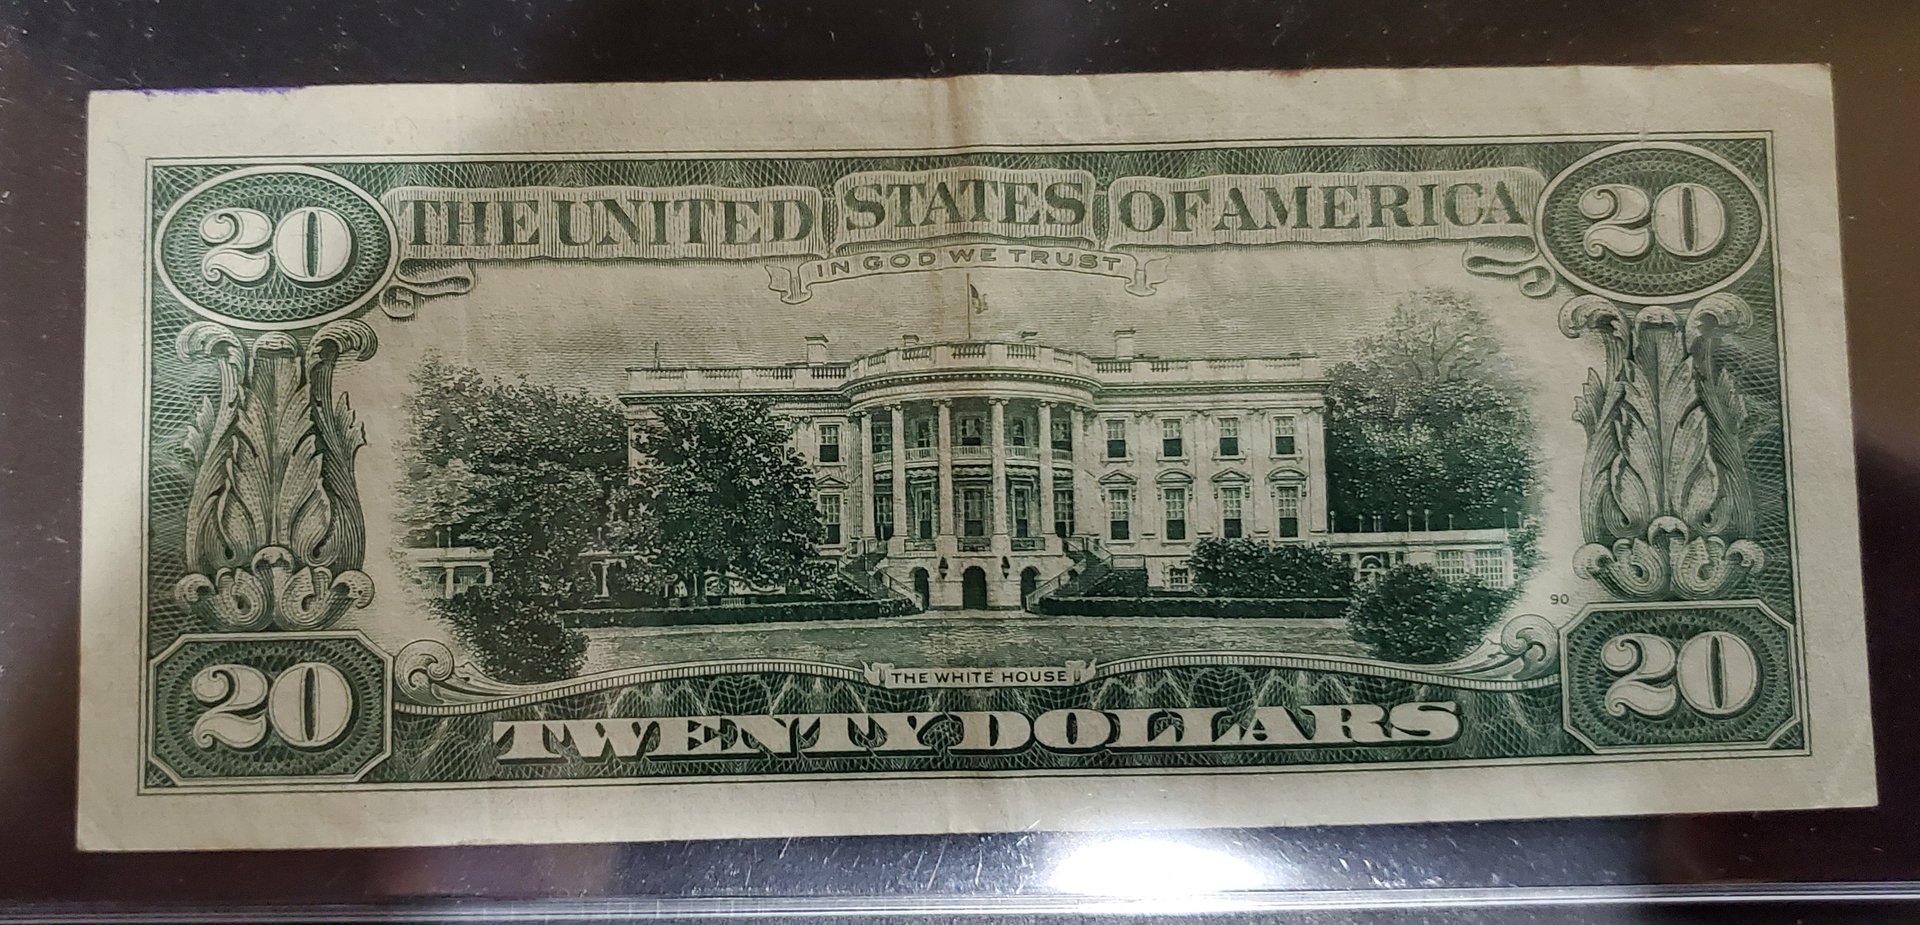 20 THE UNITED STATES OF AMERICA 20
IN GOD WE TRUST
90
THE WHITE HOUSE
20 TWENTY DOLLARS 20